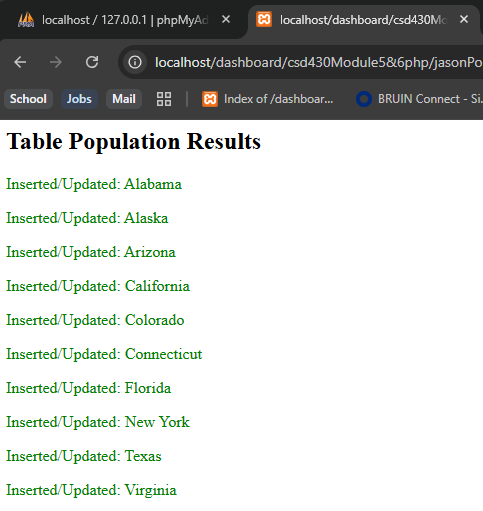 localhost / 127.0.0.1 | phpMyAd
localhost/dashboard/csd430Mo
localhost/dashboard/csd430Module5&6php/jasonPo
School Jobs Mail Index of /dashboar... BRUIN Connect - Si.
Table Population Results
Inserted/Updated: Alabama
Inserted/Updated: Alaska
Inserted/Updated: Arizona
Inserted/Updated: California
Inserted/Updated: Colorado
Inserted/Updated: Connecticut
Inserted/Updated: Florida
Inserted/Updated: New York
Inserted/Updated: Texas
Inserted/Updated: Virginia